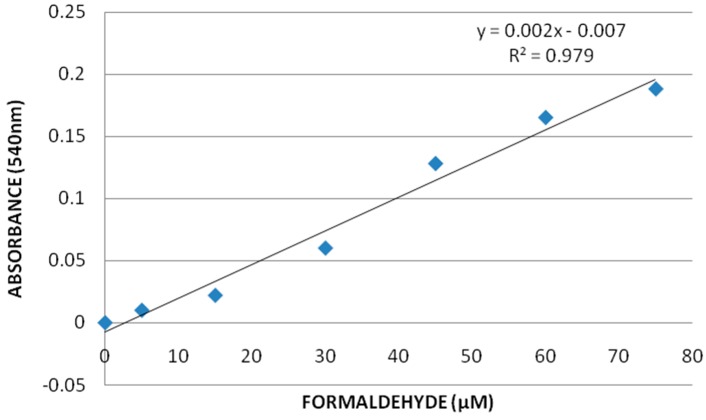 0.25
y = 0.002x - 0.007
R² = 0.979
0.2
0.15
0.1
0.05
0
-0.05
0 10 20 30 40 50 60 70 80
ABSORBANCE (540nm)
FORMALDEHYDE (µM)